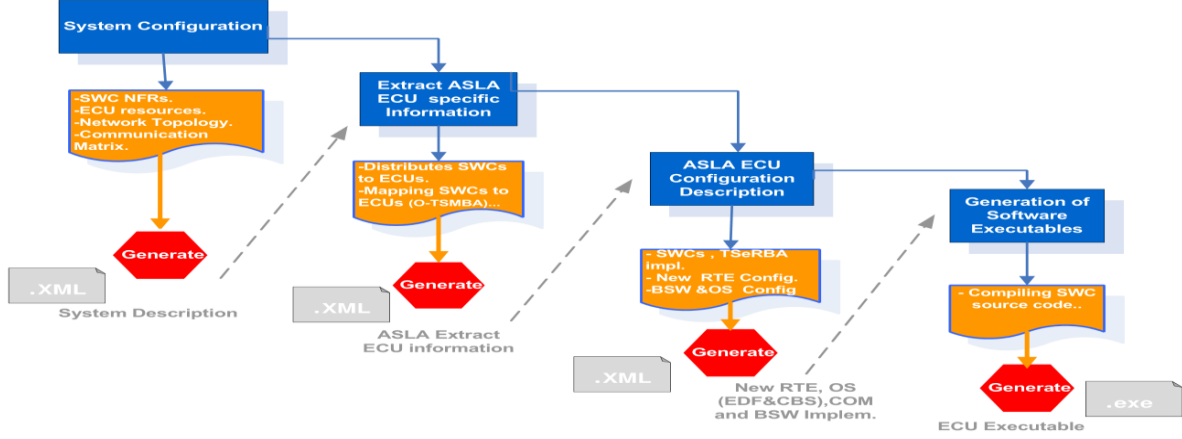 System Configuration
-SWC NFRs.
-ECU resources.
-Network Topology.
-Communication
Matrix.
Generate
.XML
System Description
Extract ASLA
ECU specific
Information
-Distributes SWCs
to ECUs.
-Mapping SWCs to
ECUs (O-TSMBA)...
Generate
.XML
ASLA Extract
ECU information
ASLA ECU
Configuration
Description
- SWCs , TSeRBA
impl.
- New RTE Config.
-BSW &OS Config
Generate
.XML
New RTE, OS
(EDF&CBS),COM
and BSW Implem.
Generation of
Software
Executables
- Compiling SWC
source code..
Generate
.exe
ECU Executable